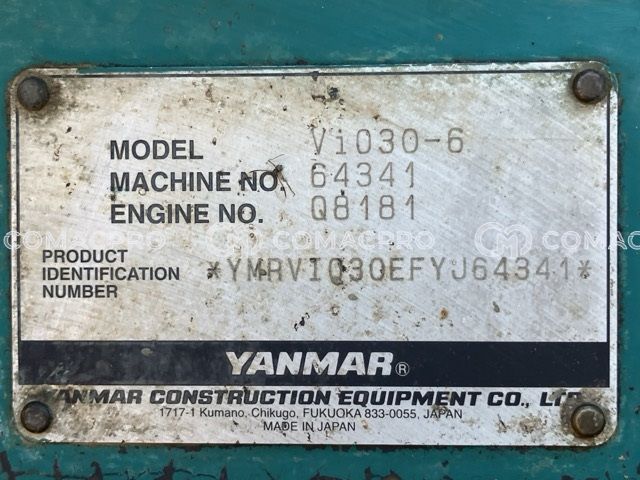 MODEL Vi030-6
MACHINE NO. 64341
ENGINE NO. Q8181
PRODUCT
IDENTIFICATION *YMRVI030EFYJ64341*
NUMBER
COMACPRO COMACPRO COMACPRO
YANMAR®
YANMAR CONSTRUCTION EQUIPMENT CO., LTD.
1717-1 Kumano, Chikugo, FUKUOKA 833-0055, JAPAN
MADE IN JAPAN